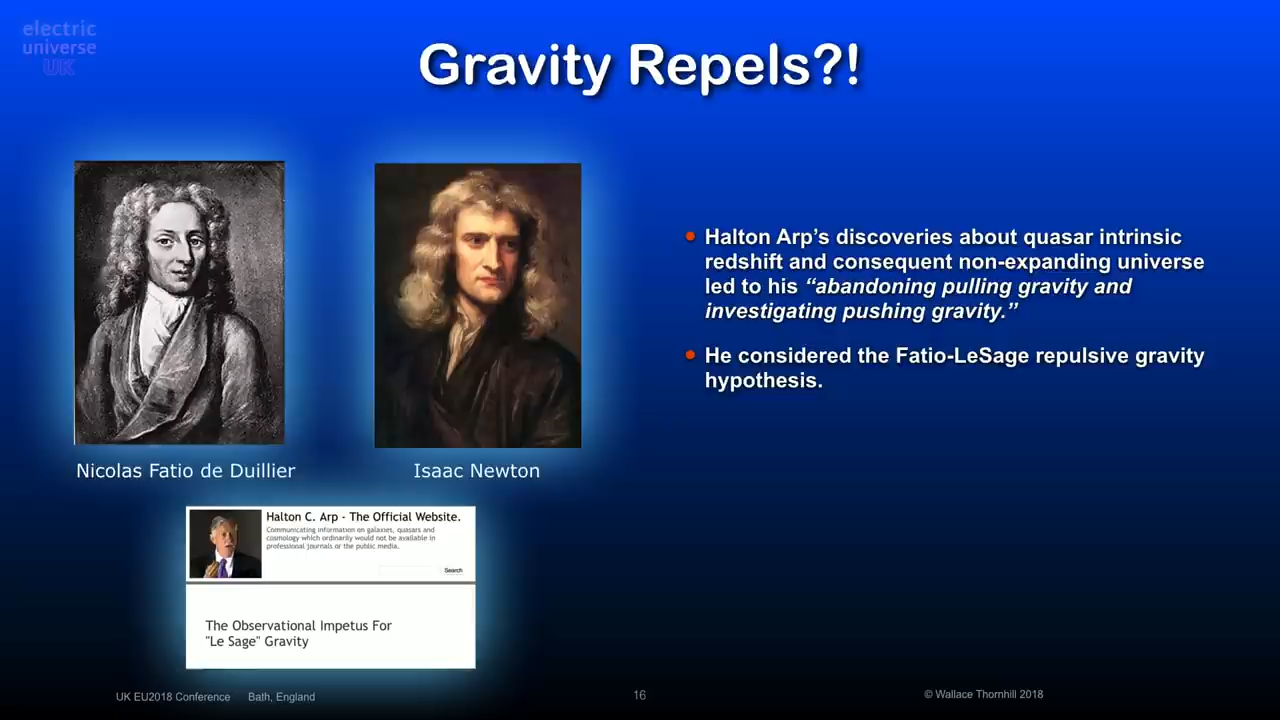 electric
universe
UK
Gravity Repels?!
Halton Arp’s discoveries about quasar intrinsic
redshift and consequent non-expanding universe
led to his “abandoning pulling gravity and
investigating pushing gravity.”
He considered the Fatio-LeSage repulsive gravity
hypothesis.
Nicolas Fatio de Duillier
Isaac Newton
Halton C. Arp - The Official Website.
Communicating information on galaxies, quasars and
cosmology which ordinarily would not be available in
professional journals or the public media.
Search
The Observational Impetus For
"Le Sage" Gravity
UK EU2018 Conference Bath, England
16
© Wallace Thornhill 2018